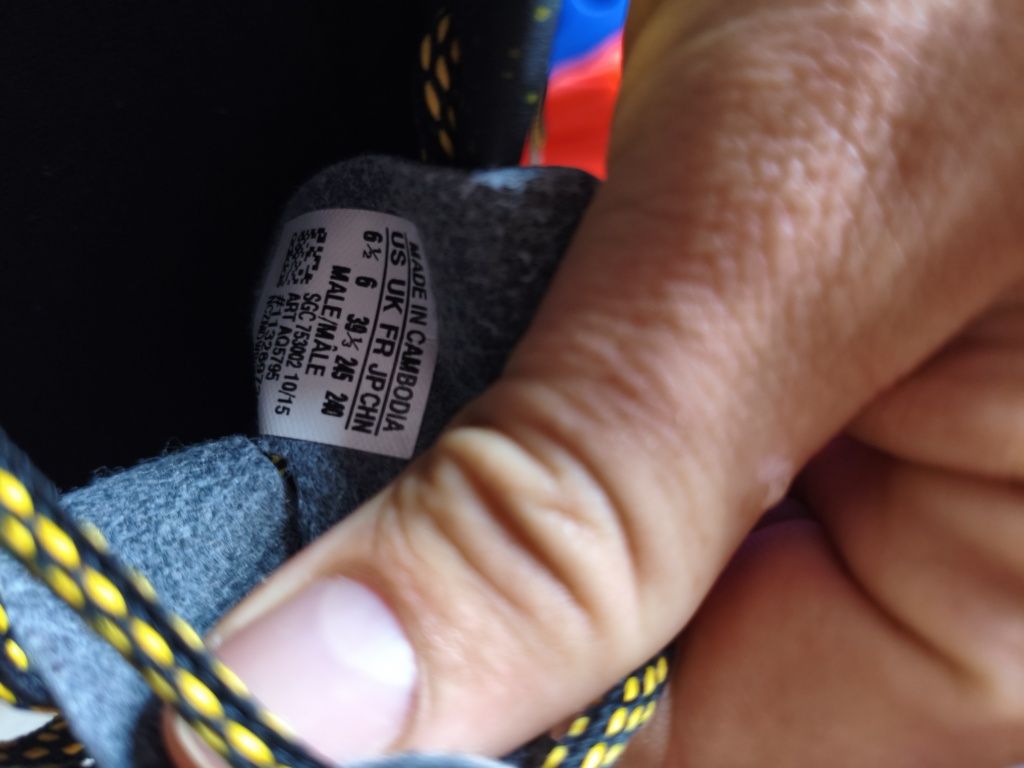 MADE IN CAMBODIA
US UK FR JP CHN
6½ 6 39⅓ 245 240
MALE/MÂLE
SGC 753002 10/15
ART AQ5795